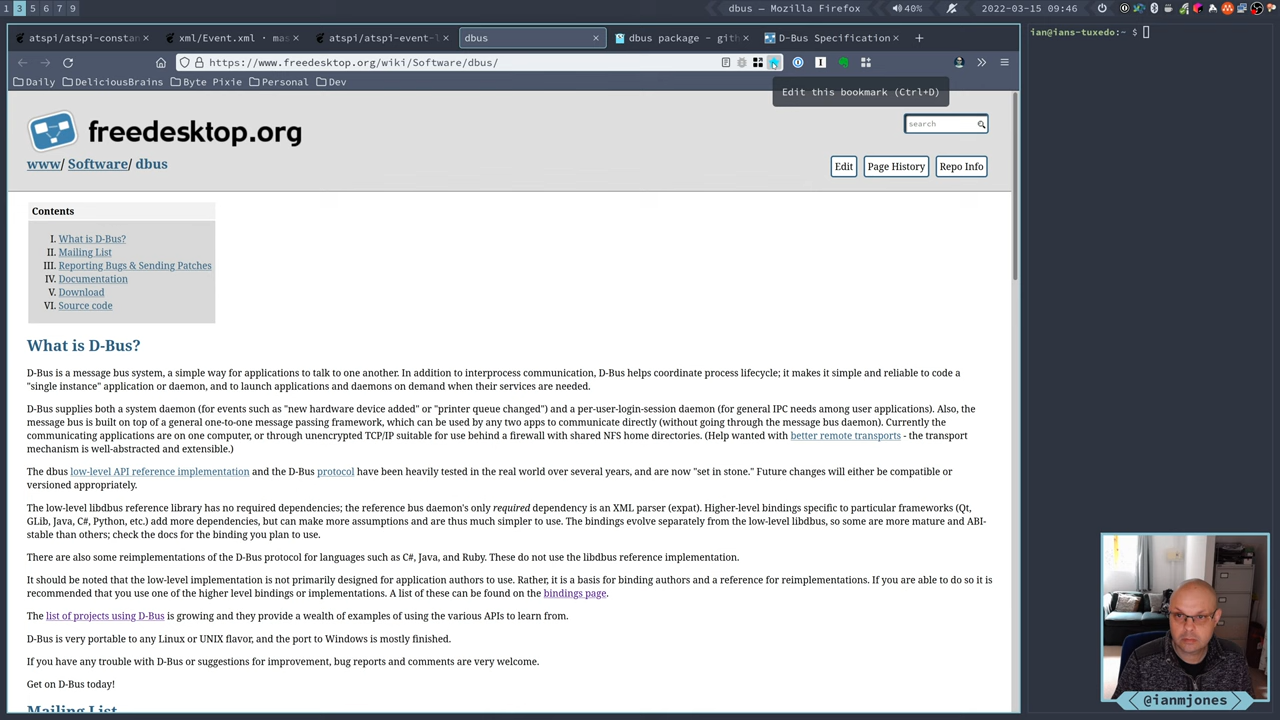 1 3 5 6 7 9
dbus — Mozilla Firefox
40%
2022-03-15 09:46
atspi/atspi-constan
xml/Event.xml · mas
atspi/atspi-event-l
dbus
dbus package - gith
D-Bus Specification
https://www.freedesktop.org/wiki/Software/dbus/
Daily DeliciousBrains Byte Pixie Personal Dev
Edit this bookmark (Ctrl+D)
ian@ians-tuxedo:~ $
freedesktop.org
search
www/ Software/ dbus
Edit Page History Repo Info
Contents
I. What is D-Bus?
II. Mailing List
III. Reporting Bugs & Sending Patches
IV. Documentation
V. Download
VI. Source code
What is D-Bus?
D-Bus is a message bus system, a simple way for applications to talk to one another. In addition to interprocess communication, D-Bus helps coordinate process lifecycle; it makes it simple and reliable to code a
"single instance" application or daemon, and to launch applications and daemons on demand when their services are needed.
D-Bus supplies both a system daemon (for events such as "new hardware device added" or "printer queue changed") and a per-user-login-session daemon (for general IPC needs among user applications). Also, the
message bus is built on top of a general one-to-one message passing framework, which can be used by any two apps to communicate directly (without going through the message bus daemon). Currently the
communicating applications are on one computer, or through unencrypted TCP/IP suitable for use behind a firewall with shared NFS home directories. (Help wanted with better remote transports - the transport
mechanism is well-abstracted and extensible.)
The dbus low-level API reference implementation and the D-Bus protocol have been heavily tested in the real world over several years, and are now "set in stone." Future changes will either be compatible or
versioned appropriately.
The low-level libdbus reference library has no required dependencies; the reference bus daemon's only required dependency is an XML parser (expat). Higher-level bindings specific to particular frameworks (Qt,
GLib, Java, C#, Python, etc.) add more dependencies, but can make more assumptions and are thus much simpler to use. The bindings evolve separately from the low-level libdbus, so some are more mature and ABI-
stable than others; check the docs for the binding you plan to use.
There are also some reimplementations of the D-Bus protocol for languages such as C#, Java, and Ruby. These do not use the libdbus reference implementation.
It should be noted that the low-level implementation is not primarily designed for application authors to use. Rather, it is a basis for binding authors and a reference for reimplementations. If you are able to do so it is
recommended that you use one of the higher level bindings or implementations. A list of these can be found on the bindings page.
The list of projects using D-Bus is growing and they provide a wealth of examples of using the various APIs to learn from.
D-Bus is very portable to any Linux or UNIX flavor, and the port to Windows is mostly finished.
If you have any trouble with D-Bus or suggestions for improvement, bug reports and comments are very welcome.
Get on D-Bus today!
Mailing List
@ianmjones